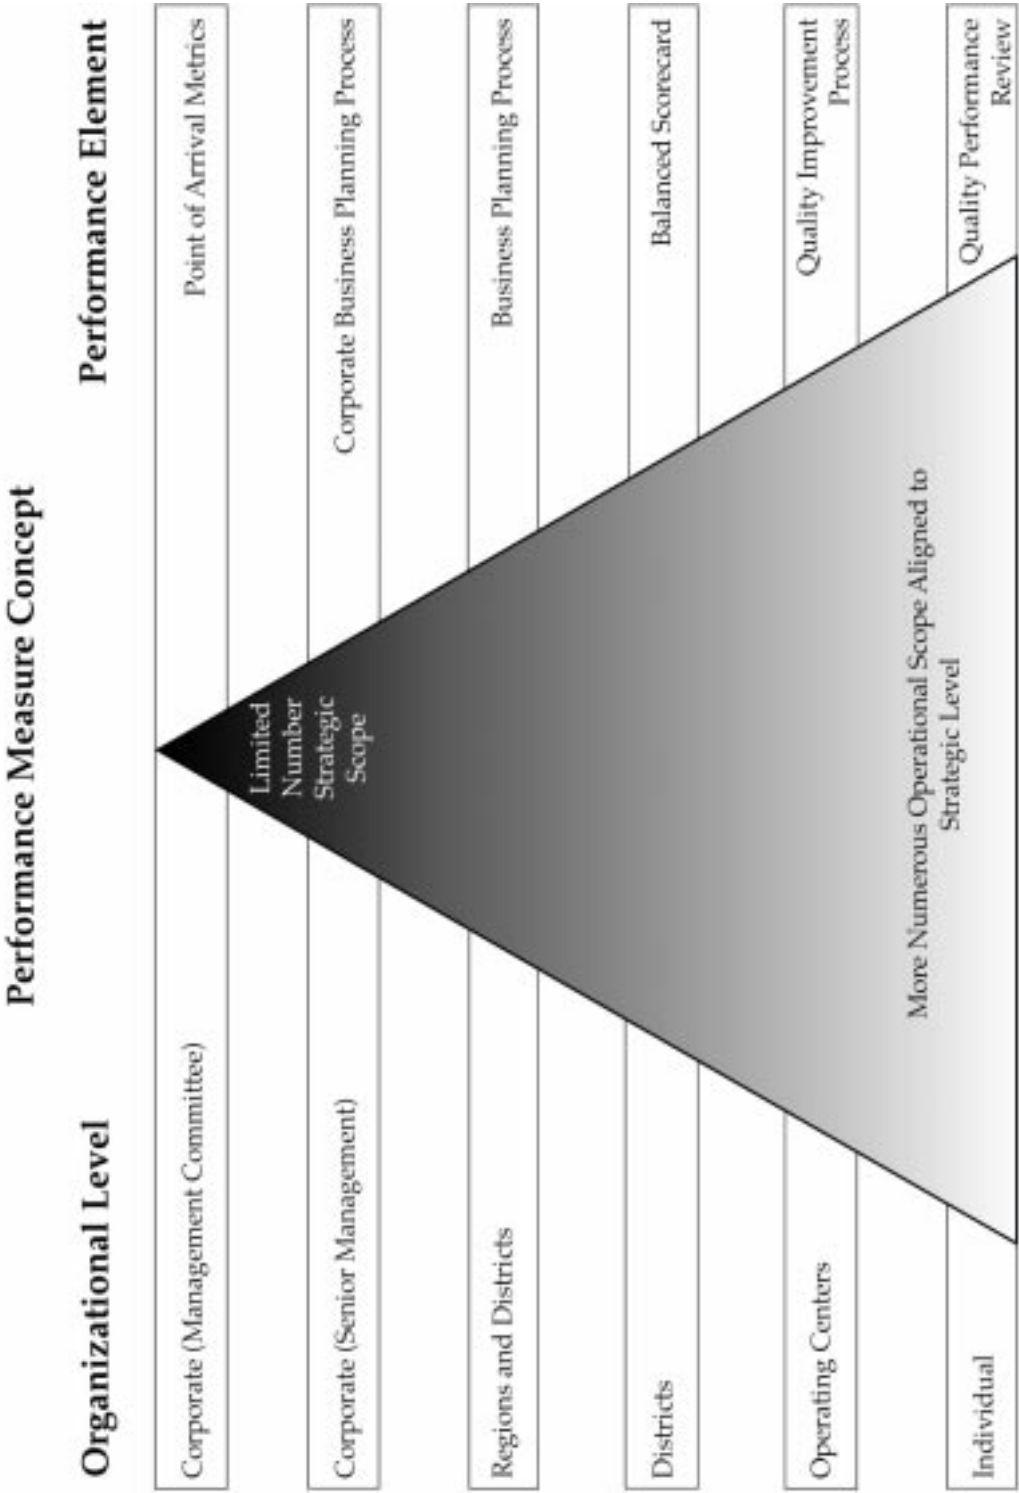 Performance Measure Concept
Organizational Level
Performance Element
Corporate (Management Committee)
Point of Arrival Metrics
Corporate (Senior Management)
Corporate Business Planning Process
Limited
Number
Strategic
Scope
Regions and Districts
Business Planning Process
Districts
Balanced Scorecard
Operating Centers
Quality Improvement
Process
More Numerous Operational Scope Aligned to
Strategic Level
Individual
Quality Performance
Review